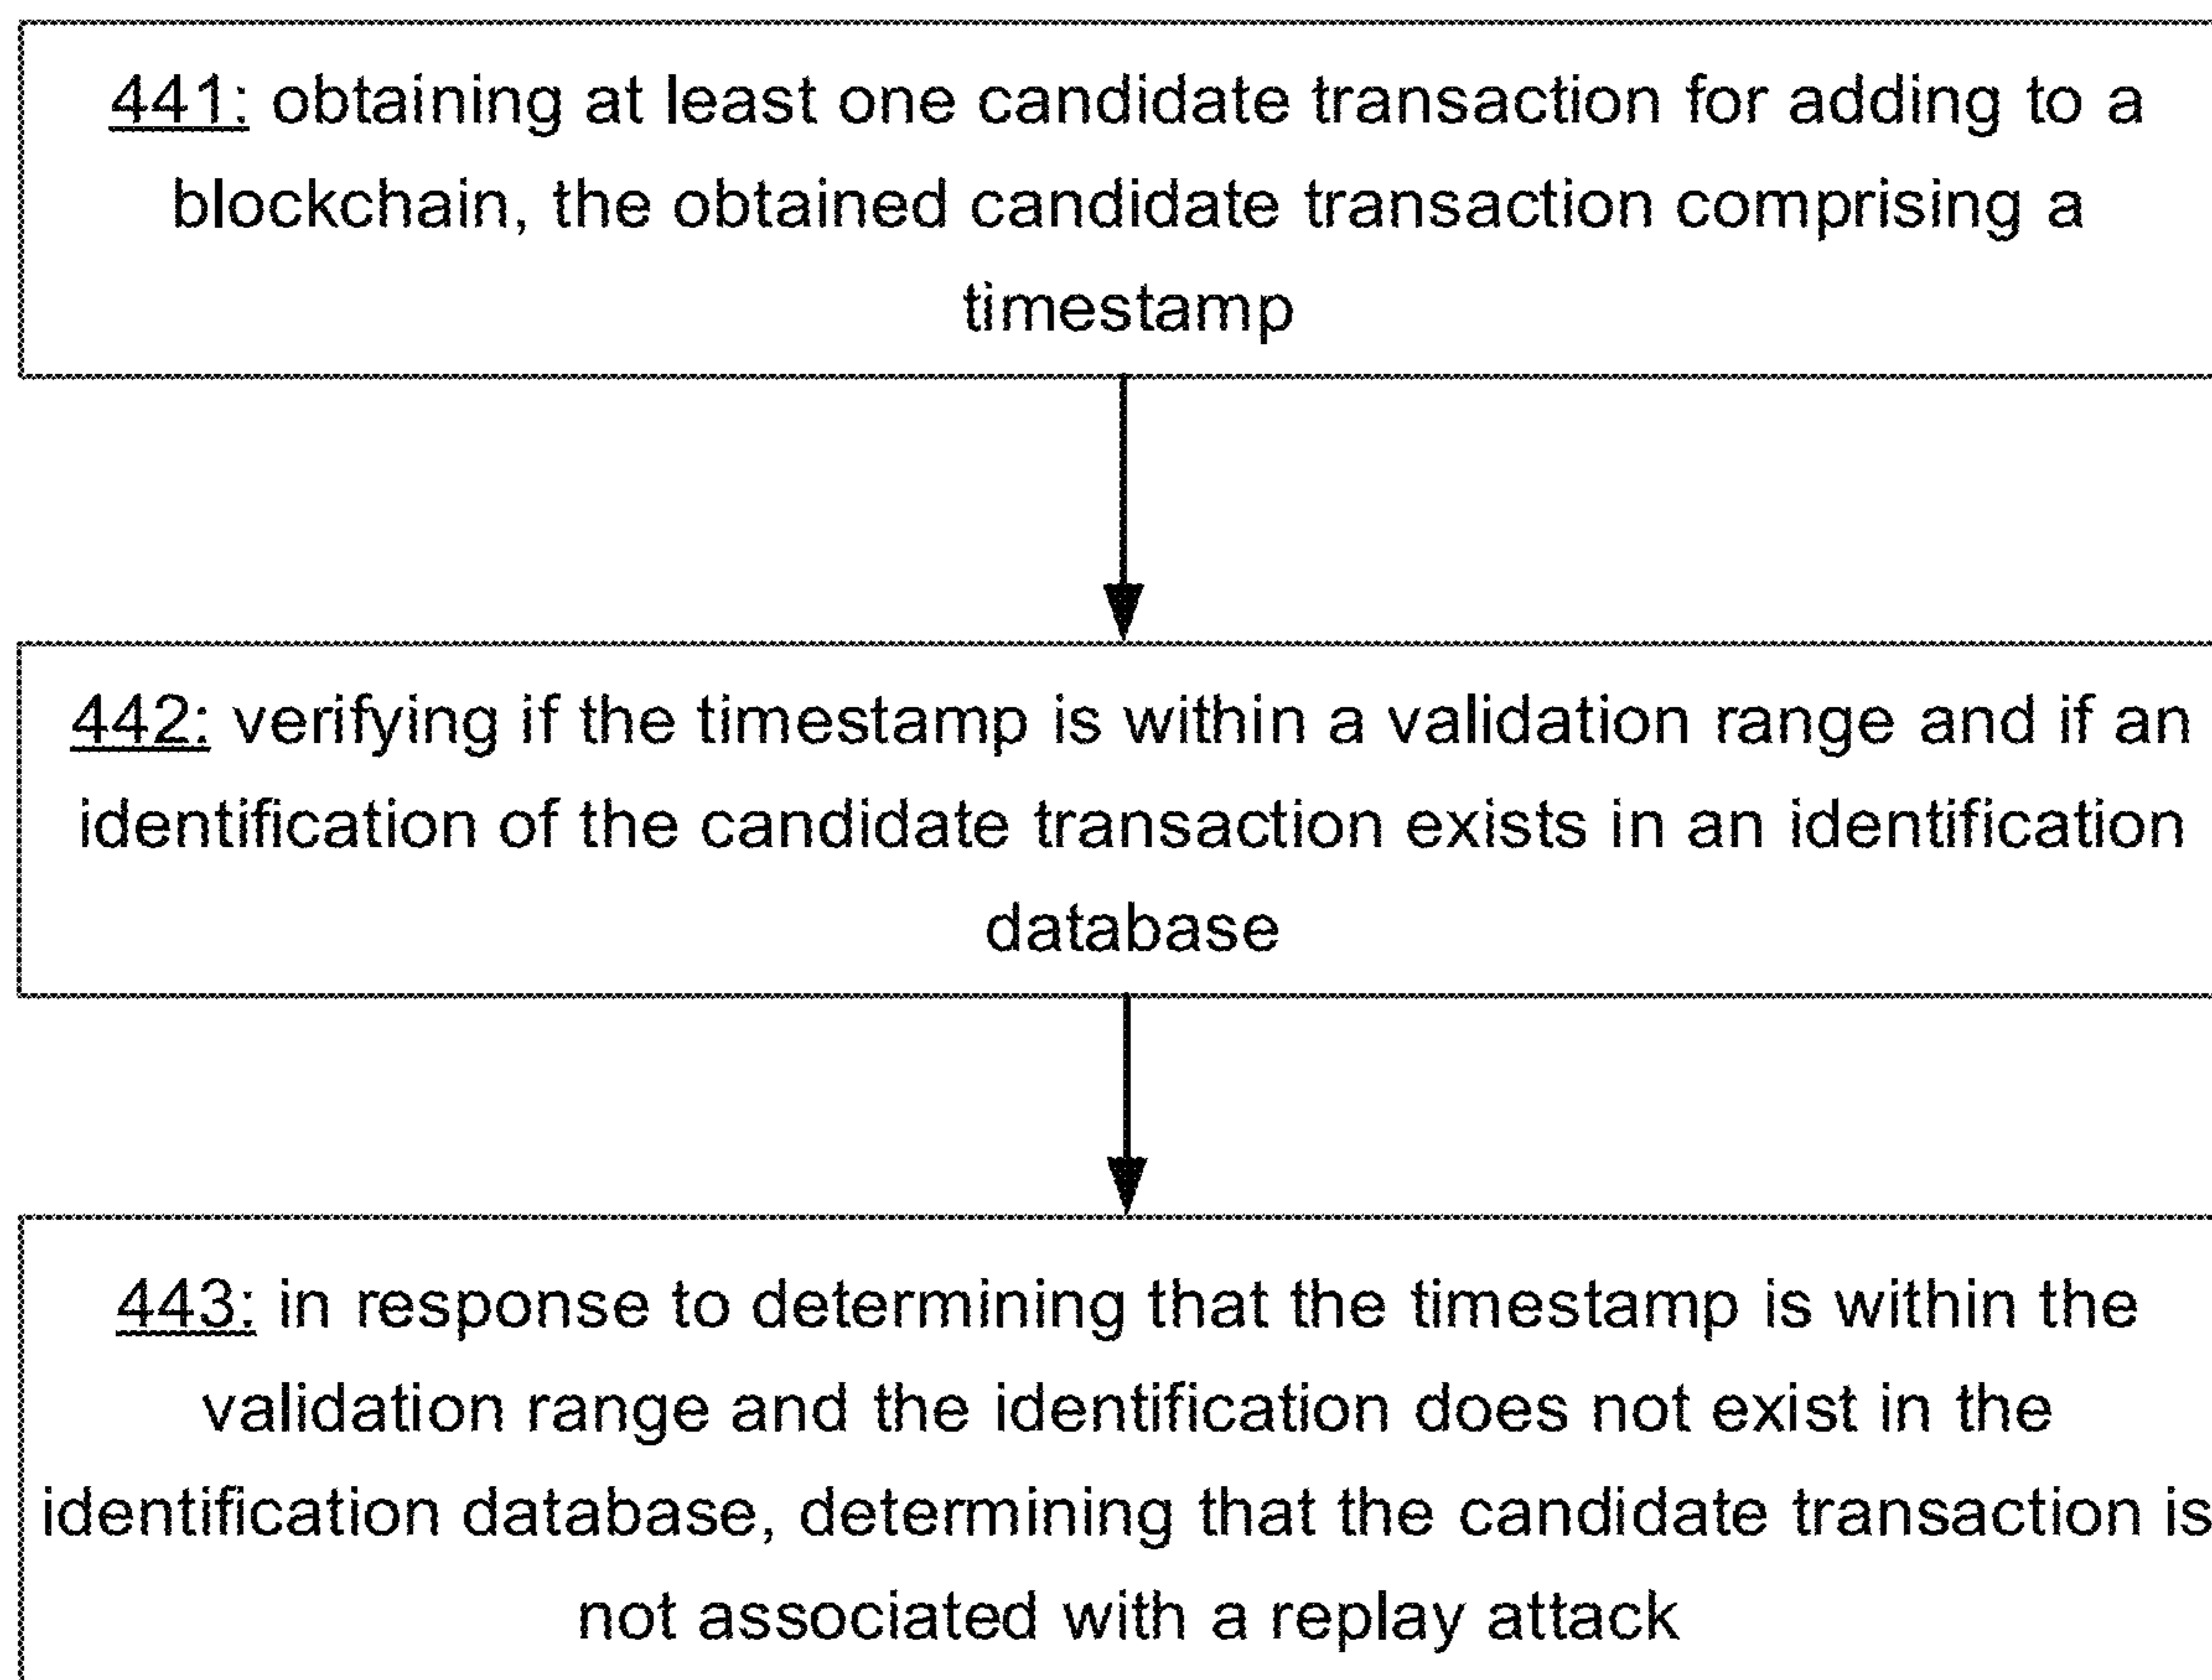 441: obtaining at least one candidate transaction for adding to a
blockchain, the obtained candidate transaction comprising a
timestamp
442: verifying if the timestamp is within a validation range and if an
identification of the candidate transaction exists in an identification
database
443: in response to determining that the timestamp is within the
validation range and the identification does not exist in the
identification database, determining that the candidate transaction is
not associated with a replay attack